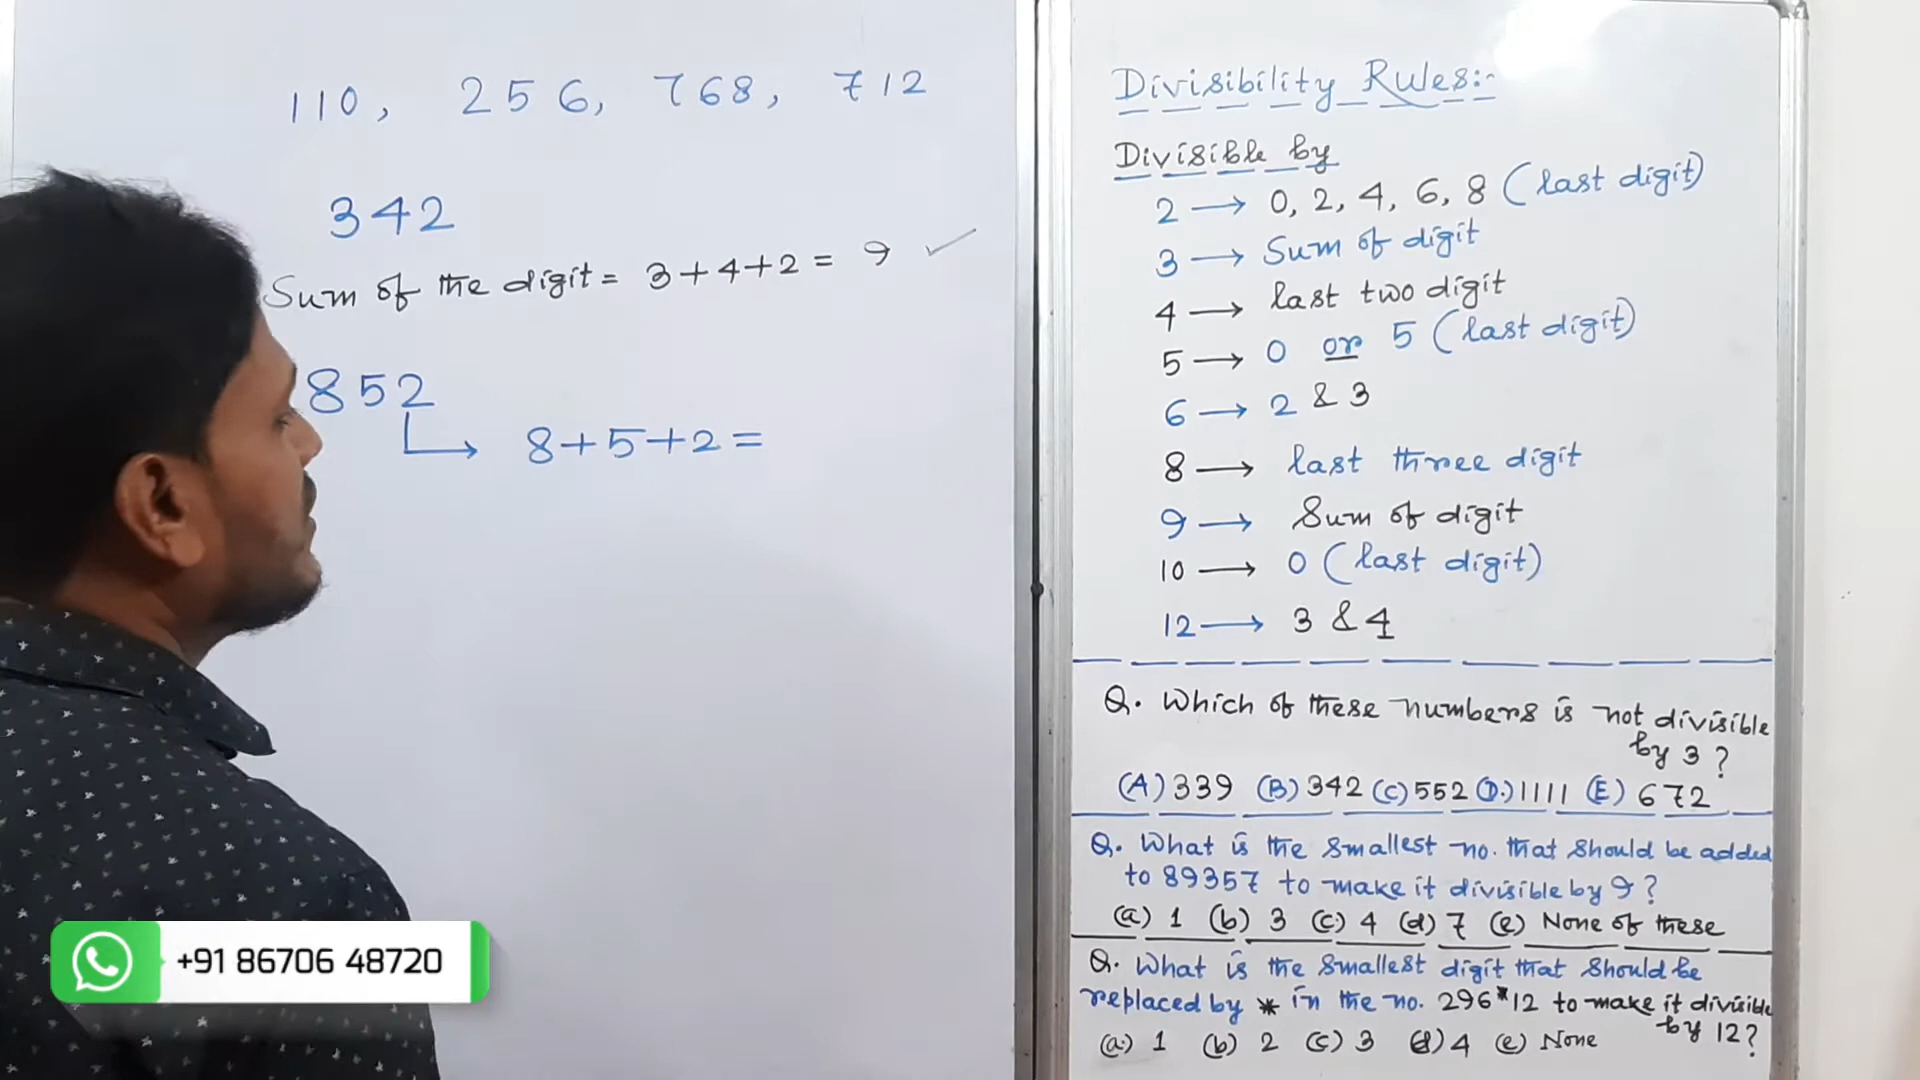 110, 256, 768, 712
342
Sum of the digit = 3+4+2 = 9 ✓
852
8+5+2=
Divisibility Rules:-
Divisible by
2 → 0, 2, 4, 6, 8 (last digit)
3 → Sum of digit
4 → last two digit
5 → 0 or 5 (last digit)
6 → 2 & 3
8 → last three digit
9 → Sum of digit
10 → 0 (last digit)
12 → 3 & 4
Q. Which of these numbers is not divisible
by 3 ?
(A) 339 (B) 342 (C) 552 (D.) 1111 (E) 672
Q. What is the smallest no. that should be added
to 89357 to make it divisible by 9 ?
(a) 1 (b) 3 (c) 4 (d) 7 (e) None of these
Q. What is the smallest digit that should be
replaced by * in the no. 296*12 to make it divisible
by 12?
(a.) 1 (b) 2 (c) 3 (d) 4 (e) None
+91 86706 48720